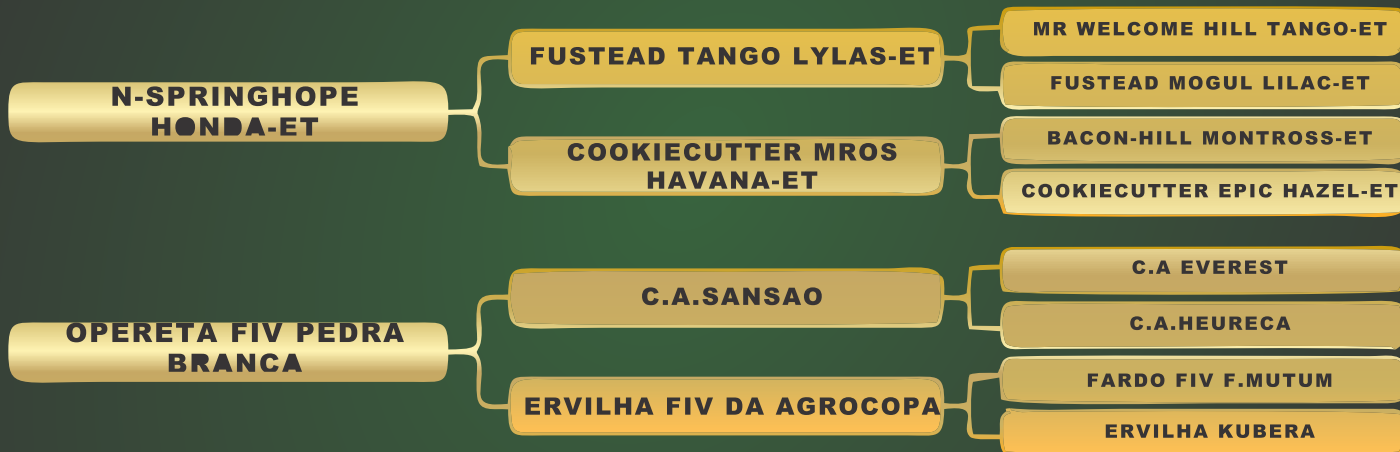 MR WELCOME HILL TANGO-ET
FUSTEAD TANGO LYLAS-ET
FUSTEAD MOGUL LILAC-ET
N-SPRINGHOPE
HONDA-ET
BACON-HILL MONTROSS-ET
COOKIECUTTER MROS
HAVANA-ET
COOKIECUTTER EPIC HAZEL-ET
C.A EVEREST
C.A.SANSAO
C.A.HEURECA
OPERETA FIV PEDRA
BRANCA
FARDO FIV F.MUTUM
ERVILHA FIV DA AGROCOPA
ERVILHA KUBERA